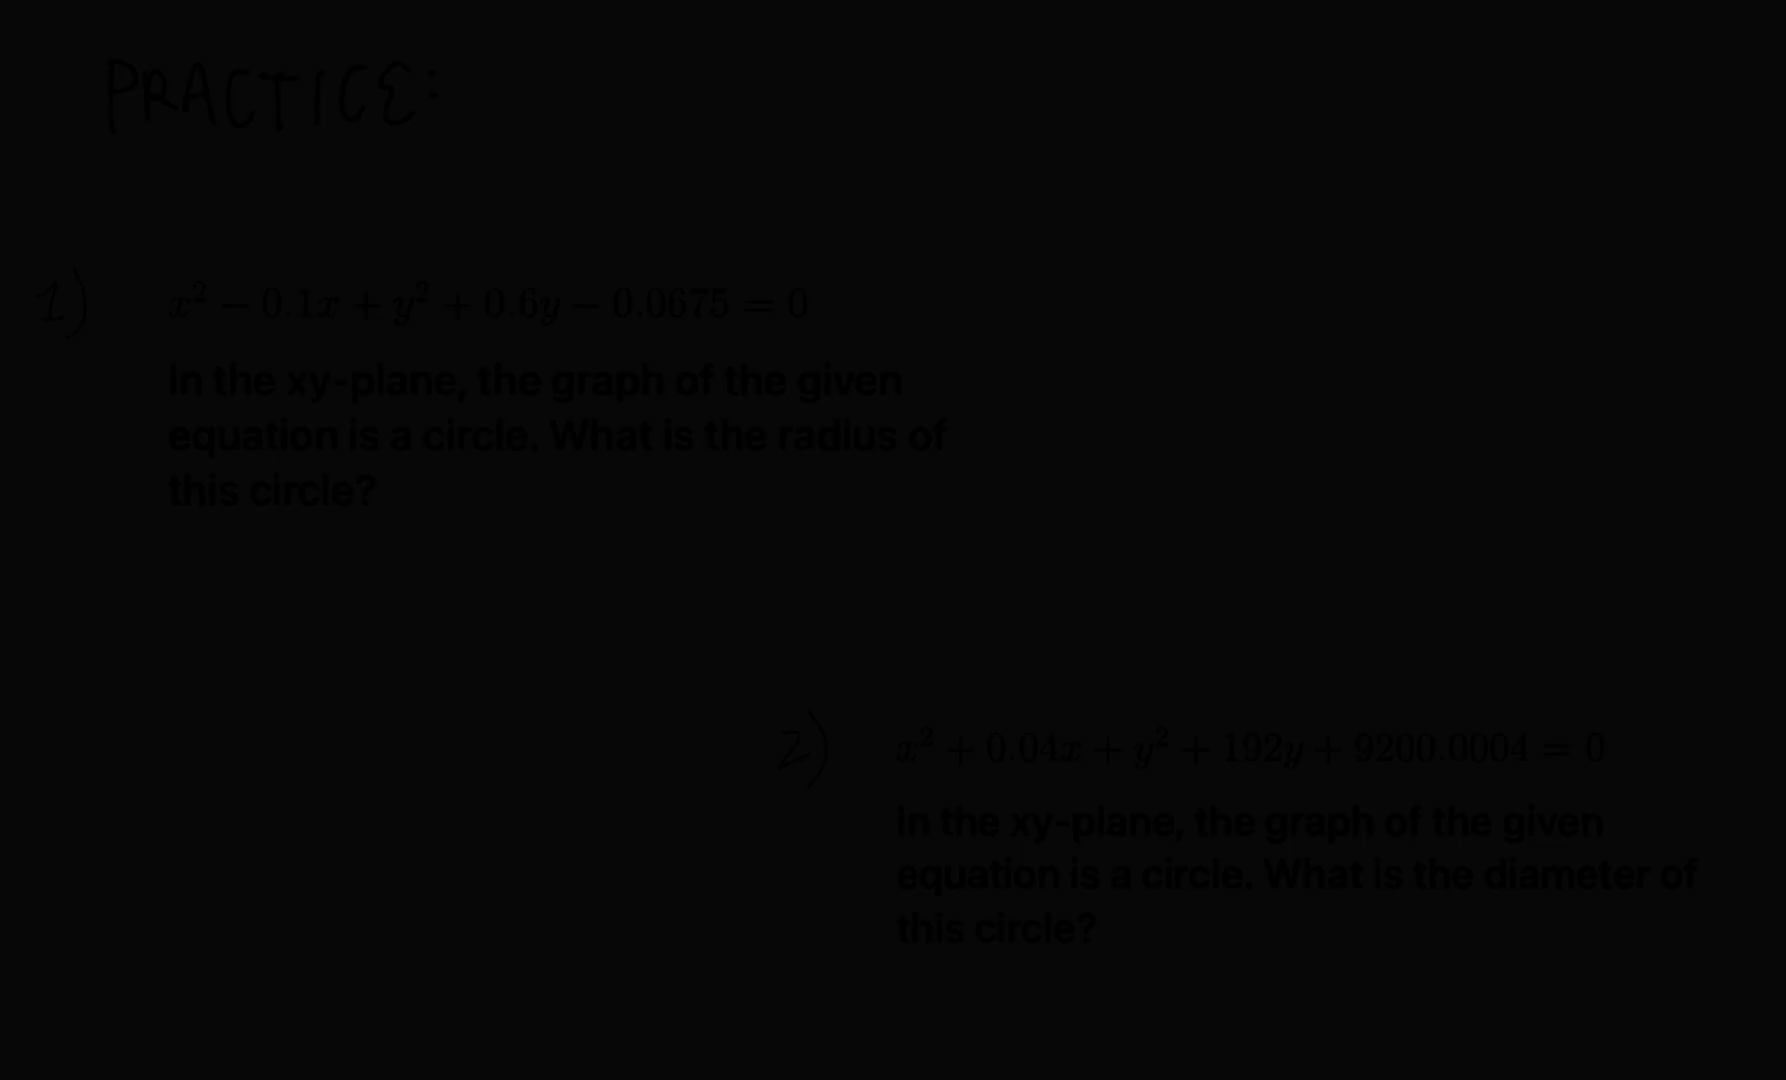 PRACTICE:
1) x² − 0.1x + y² + 0.6y − 0.0675 = 0
In the xy-plane, the graph of the given
equation is a circle. What is the radius of
this circle?
2) x² + 0.04x + y² + 192y + 9200.0004 = 0
In the xy-plane, the graph of the given
equation is a circle. What is the diameter of
this circle?